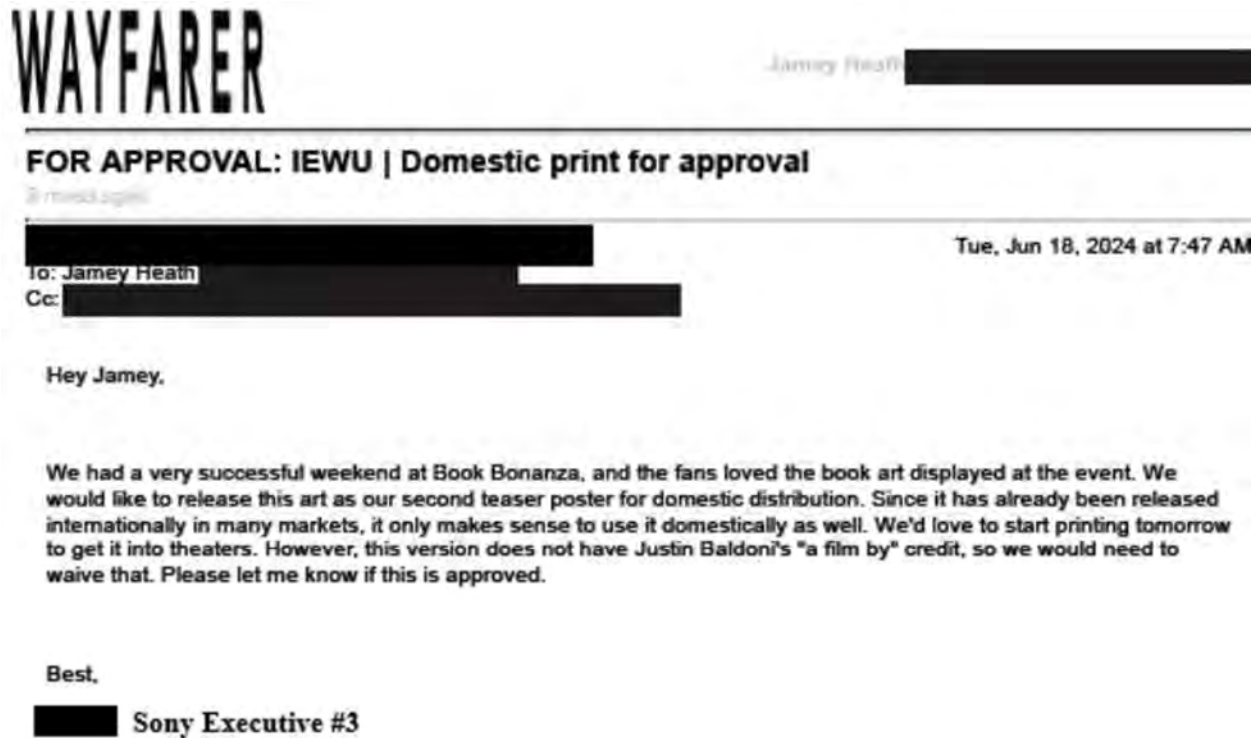 WAYFARER
Jamey Heath
FOR APPROVAL: IEWU | Domestic print for approval
messages
Tue, Jun 18, 2024 at 7:47 AM
To: Jamey Heath
Cc:
Hey Jamey,
We had a very successful weekend at Book Bonanza, and the fans loved the book art displayed at the event. We
would like to release this art as our second teaser poster for domestic distribution. Since it has already been released
internationally in many markets, it only makes sense to use it domestically as well. We'd love to start printing tomorrow
to get it into theaters. However, this version does not have Justin Baldoni's "a film by" credit, so we would need to
waive that. Please let me know if this is approved.
Best,
Sony Executive #3